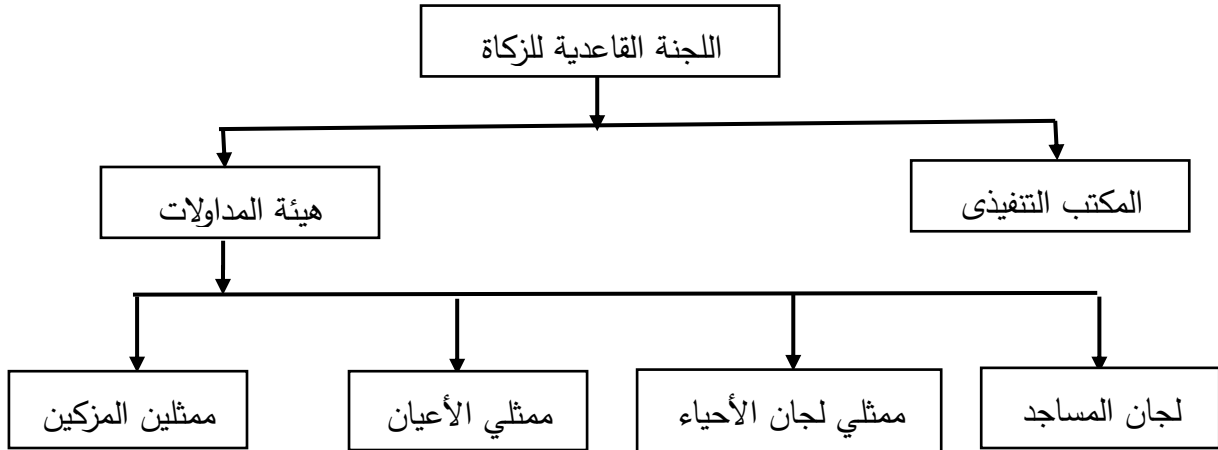 اللجنة القاعدية للزكاة
المكتب التنفيذى
هيئة المداولات
لجان المساجد
ممثلي لجان الأحياء
ممثلي الأعيان
ممثلين المزكين